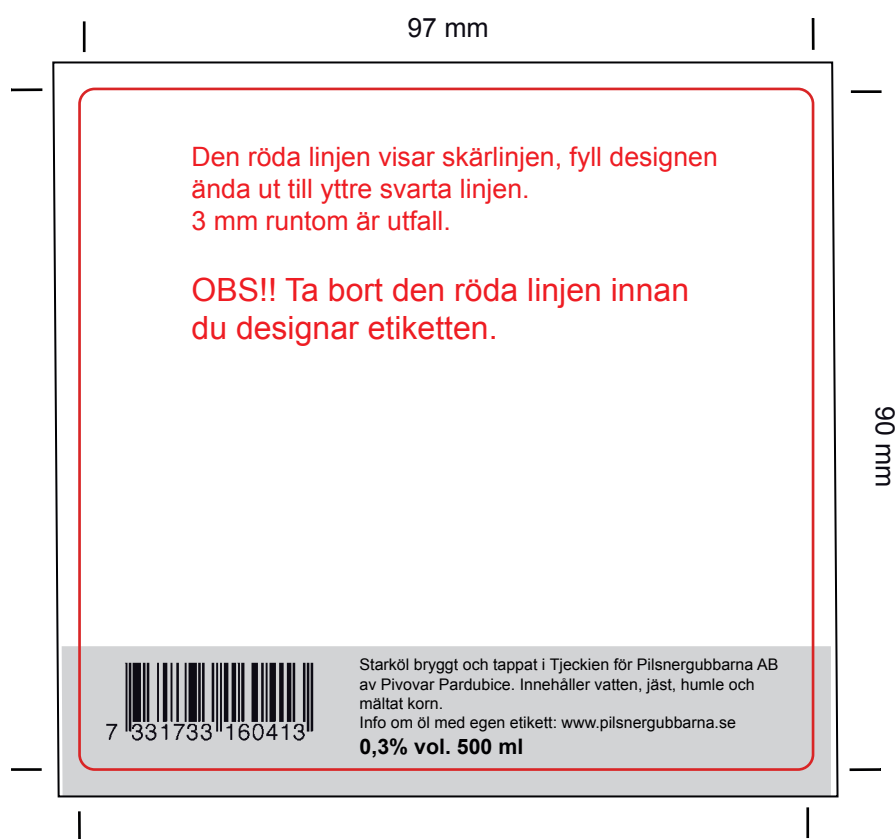 97 mm
Den röda linjen visar skärlinjen, fyll designen
ända ut till yttre svarta linjen.
3 mm runtom är utfall.
OBS!! Ta bort den röda linjen innan
du designar etiketten.
90 mm
Starköl bryggt och tappat i Tjeckien för Pilsnergubbarna AB
av Pivovar Pardubice. Innehåller vatten, jäst, humle och
mältat korn.
Info om öl med egen etikett: www.pilsnergubbarna.se
0,3% vol. 500 ml
7 331733 160413